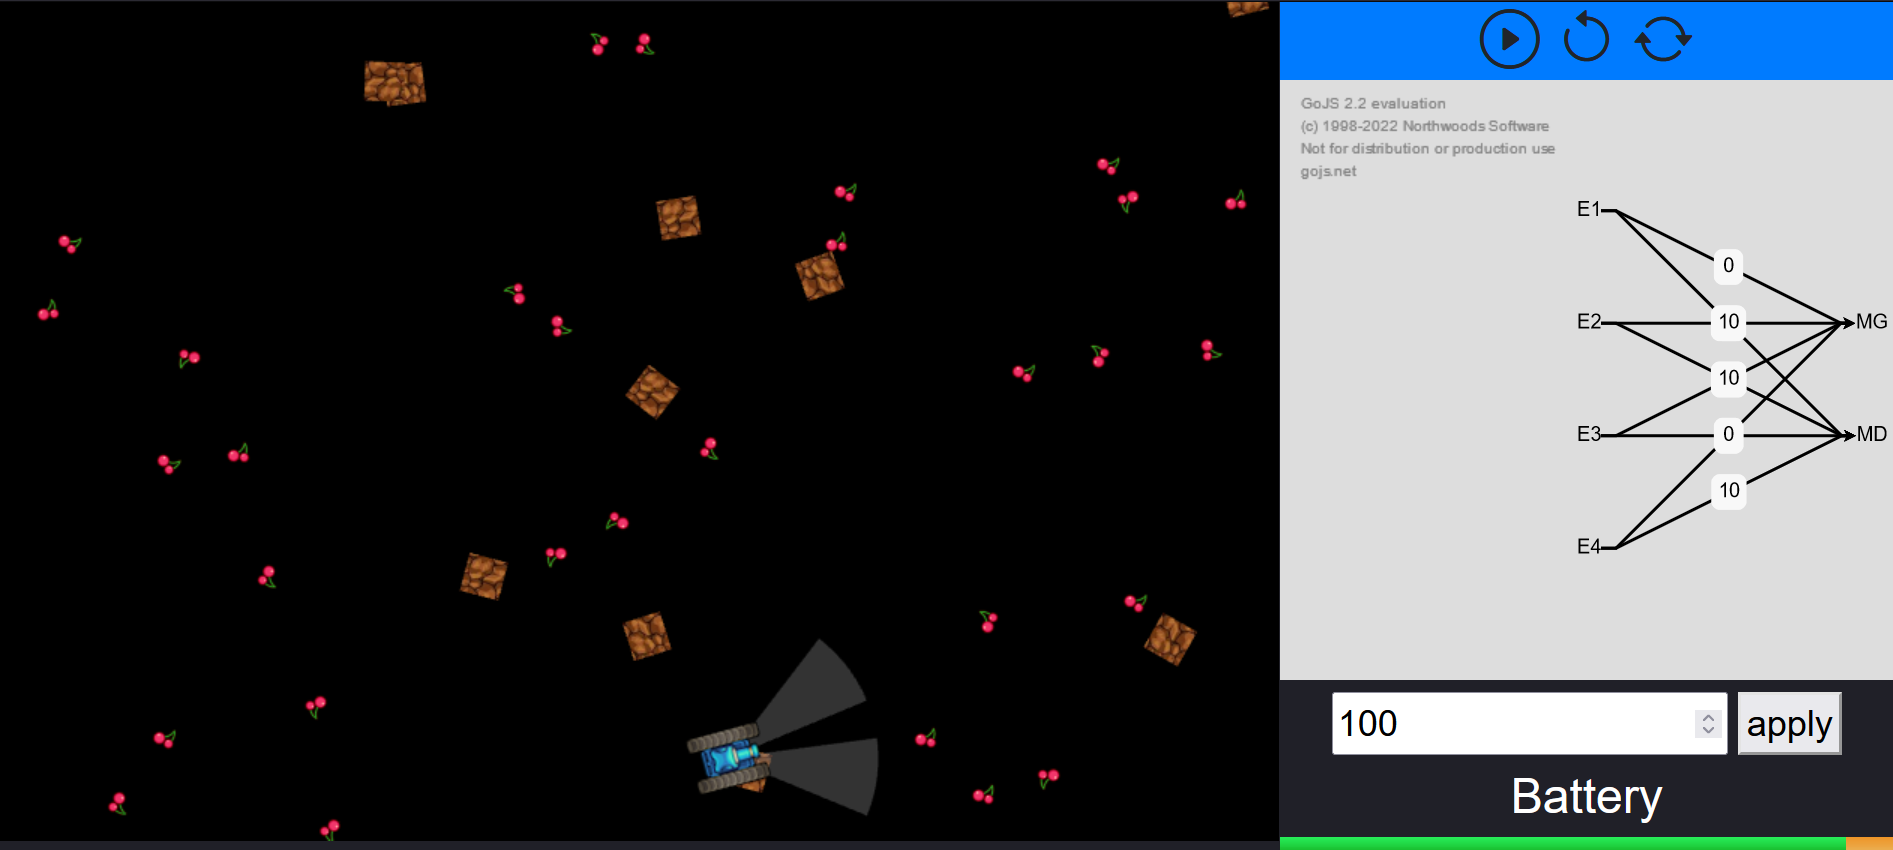 GoJS 2.2 evaluation
(c) 1998-2022 Northwoods Software
Not for distribution or production use
gojs.net
E1
0
E2
10
MG
10
E3
0
MD
10
E4
100
apply
Battery